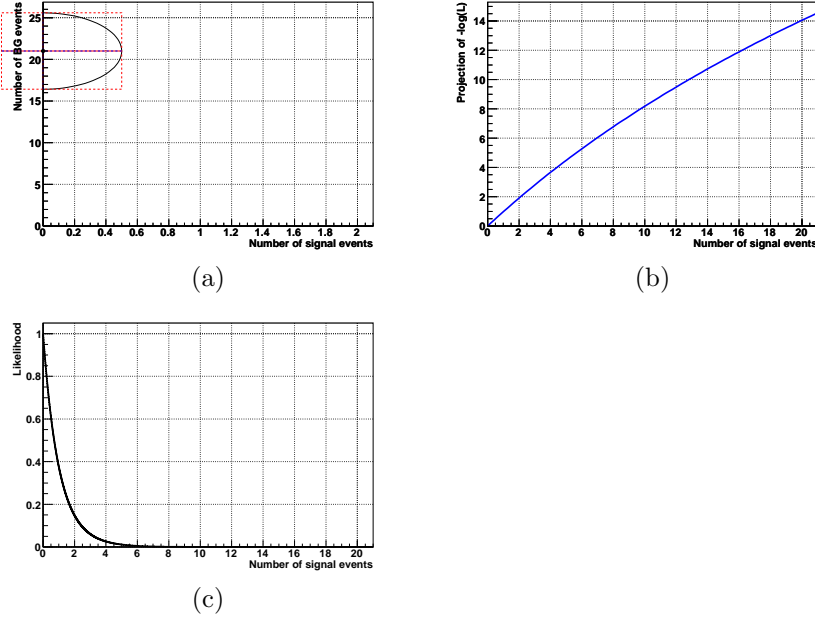 Number of BG events
25
20
15
10
5
0
0 0.2 0.4 0.6 0.8 1 1.2 1.4 1.6 1.8 2
Number of signal events
(a)
Projection of -log(L)
14
12
10
8
6
4
2
0
0 2 4 6 8 10 12 14 16 18 20
Number of signal events
(b)
Likelihood
1
0.8
0.6
0.4
0.2
0
0 2 4 6 8 10 12 14 16 18 20
Number of signal events
(c)